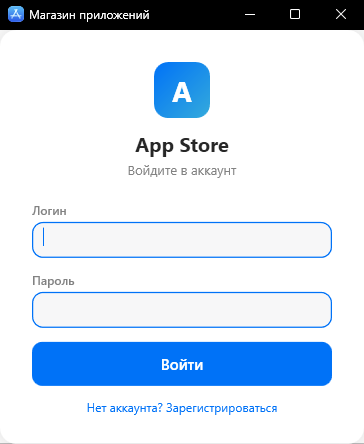 Магазин приложений
A
App Store
Войдите в аккаунт
Логин
Пароль
Войти
Нет аккаунта? Зарегистрироваться